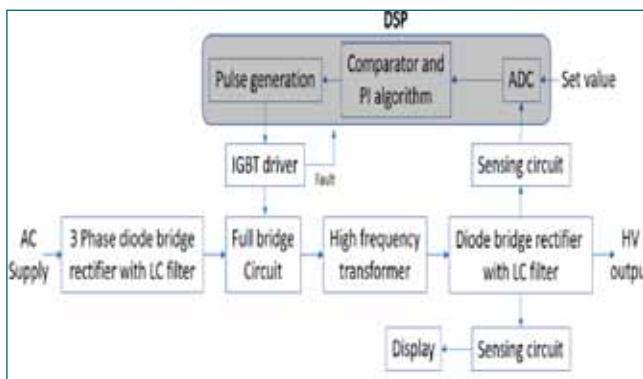 DSP
Pulse generation
Comparator and
PI algorithm
ADC
Set value
IGBT driver
Fault
Sensing circuit
AC
Supply
3 Phase diode bridge
rectifier with LC filter
Full bridge
Circuit
High frequency
transformer
Diode bridge rectifier
with LC filter
HV
output
Display
Sensing circuit